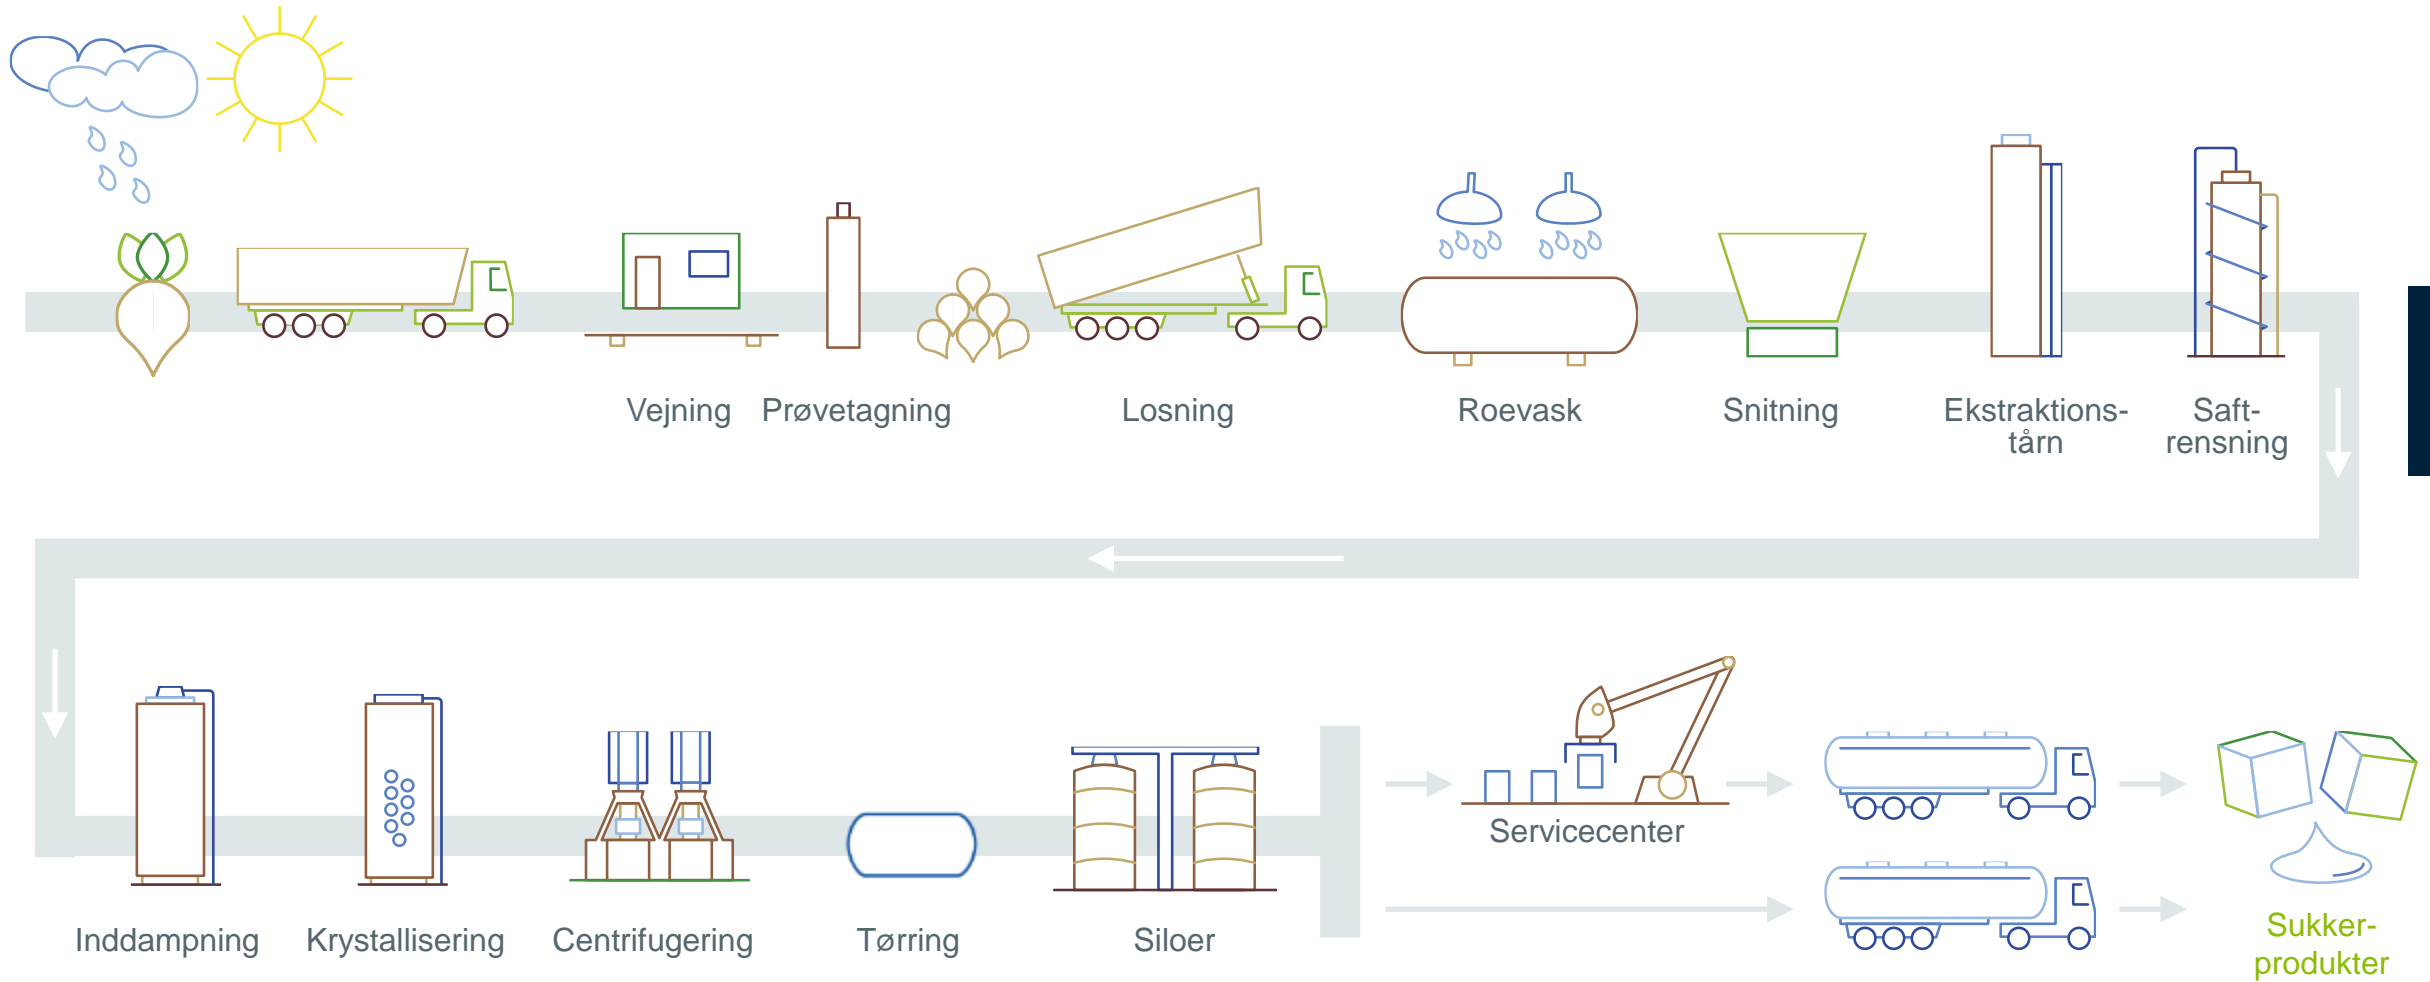 Vejning
Prøvetagning
Losning
Roevask
Snitning
Ekstraktions-
tårn
Saft-
rensning
Servicecenter
Inddampning
Krystallisering
Centrifugering
Tørring
Siloer
Sukker-
produkter